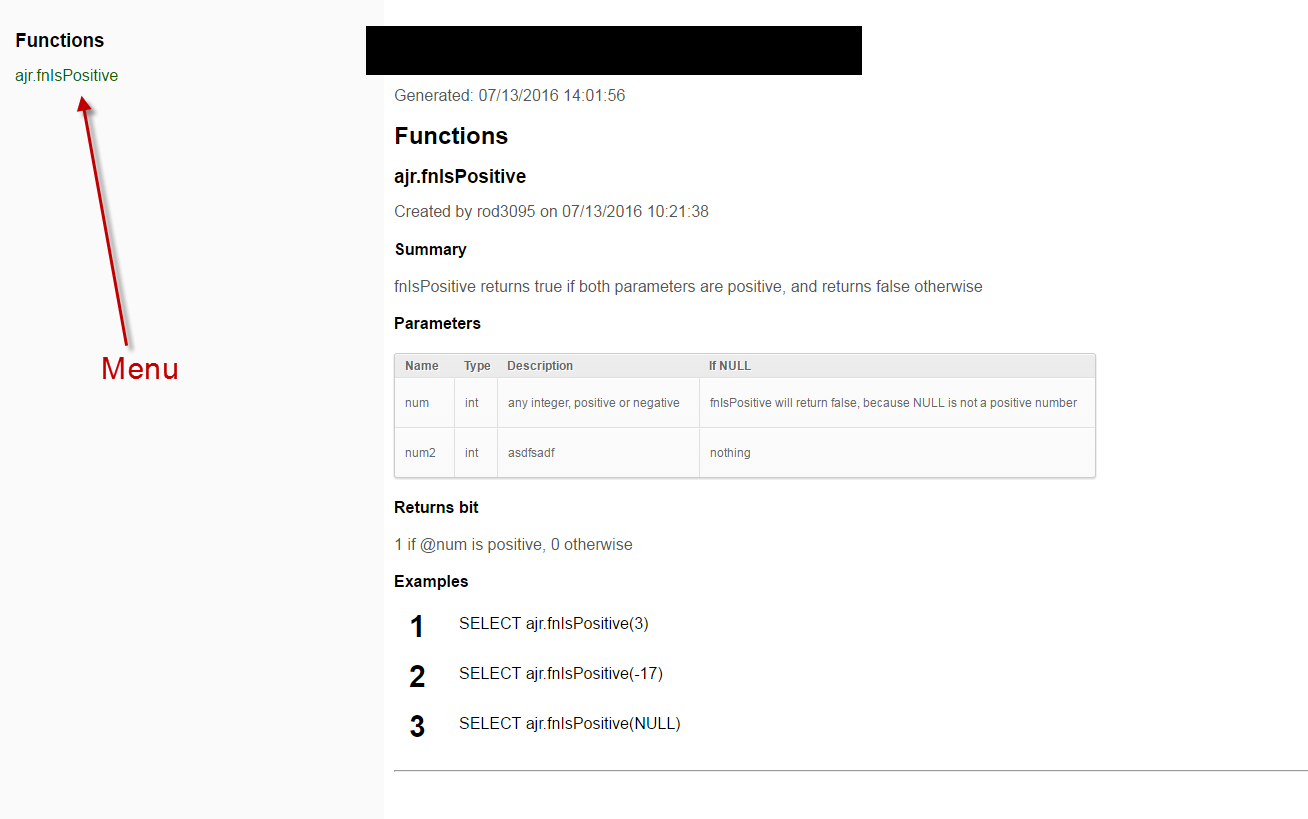 Functions
ajr.fnIsPositive
Menu
Generated: 07/13/2016 14:01:56
Functions
ajr.fnIsPositive
Created by rod3095 on 07/13/2016 10:21:38
Summary
fnIsPositive returns true if both parameters are positive, and returns false otherwise
Parameters
Name Type Description If NULL
num int any integer, positive or negative fnIsPositive will return false, because NULL is not a positive number
num2 int asdfsadf nothing
Returns bit
1 if @num is positive, 0 otherwise
Examples
1 SELECT ajr.fnIsPositive(3)
2 SELECT ajr.fnIsPositive(-17)
3 SELECT ajr.fnIsPositive(NULL)